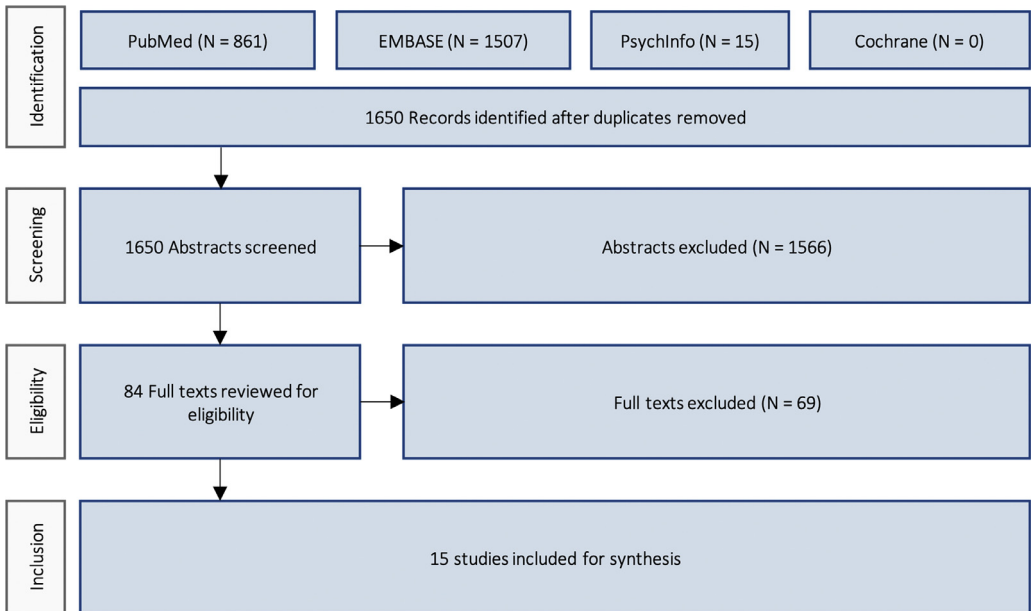 Identification
PubMed (N = 861)
EMBASE (N = 1507)
PsychInfo (N = 15)
Cochrane (N = 0)
1650 Records identified after duplicates removed
Screening
1650 Abstracts screened
Abstracts excluded (N = 1566)
Eligibility
84 Full texts reviewed for
eligibility
Full texts excluded (N = 69)
Inclusion
15 studies included for synthesis